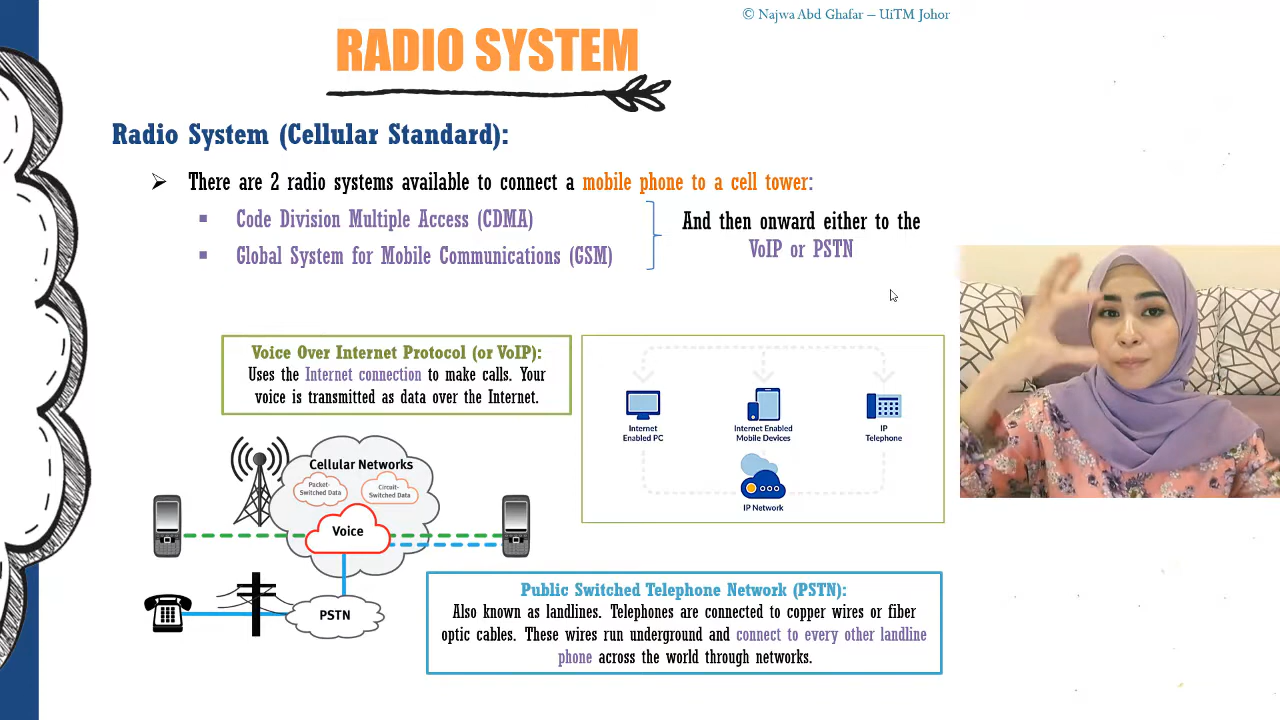 © Najwa Abd Ghafar – UiTM Johor
RADIO SYSTEM
Radio System (Cellular Standard):
There are 2 radio systems available to connect a mobile phone to a cell tower:
Code Division Multiple Access (CDMA)
Global System for Mobile Communications (GSM)
And then onward either to the
VoIP or PSTN
Voice Over Internet Protocol (or VoIP):
Uses the Internet connection to make calls. Your
voice is transmitted as data over the Internet.
Internet
Enabled PC
Internet Enabled
Mobile Devices
IP
Telephone
IP Network
Cellular Networks
Packet-
Switched Data
Circuit-
Switched Data
Voice
PSTN
Public Switched Telephone Network (PSTN):
Also known as landlines. Telephones are connected to copper wires or fiber
optic cables. These wires run underground and connect to every other landline
phone across the world through networks.